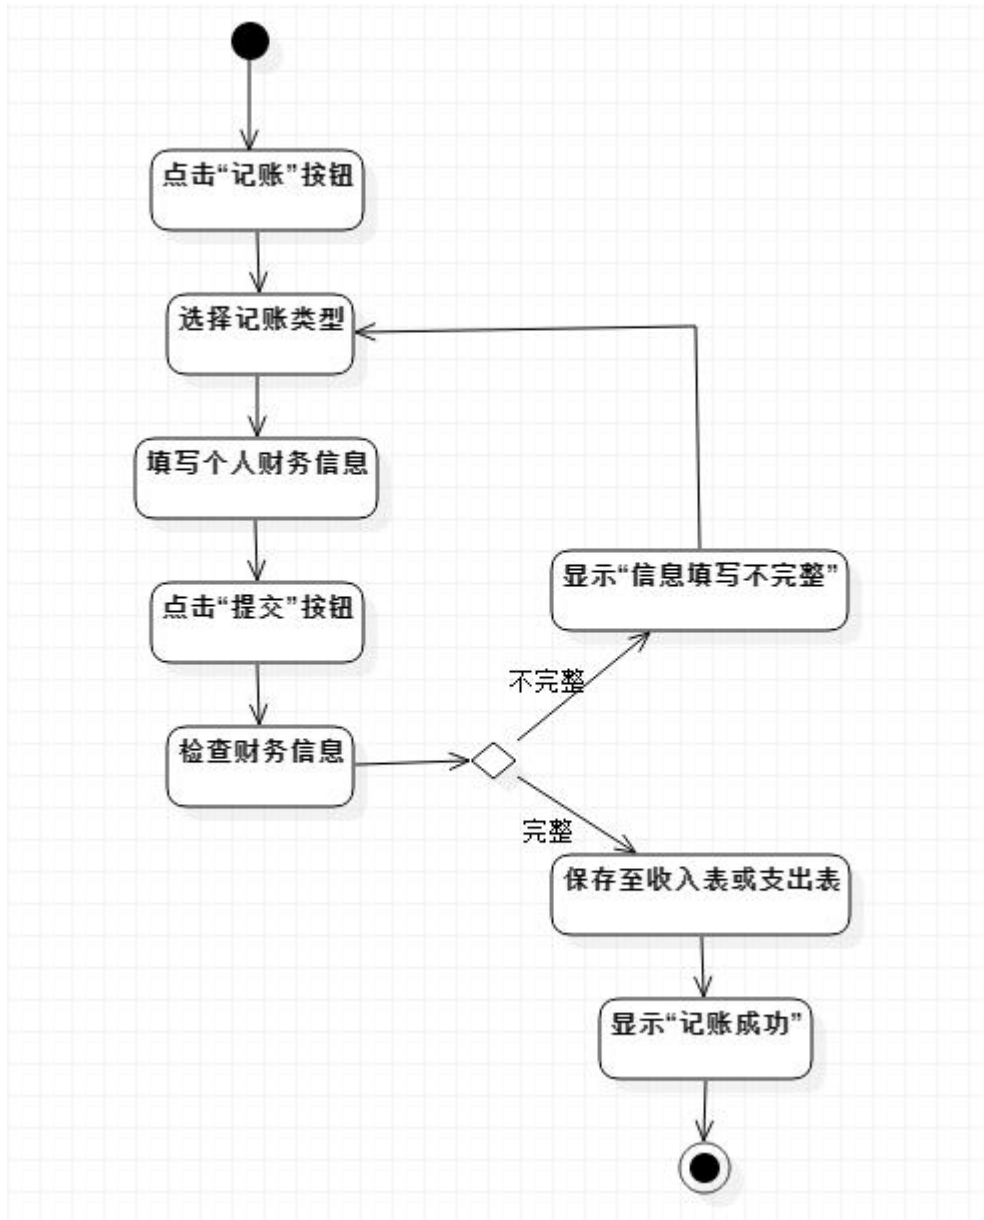 点击“记账”按钮
选择记账类型
填写个人财务信息
点击“提交”按钮
检查财务信息
不完整
显示“信息填写不完整”
完整
保存至收入表或支出表
显示“记账成功”